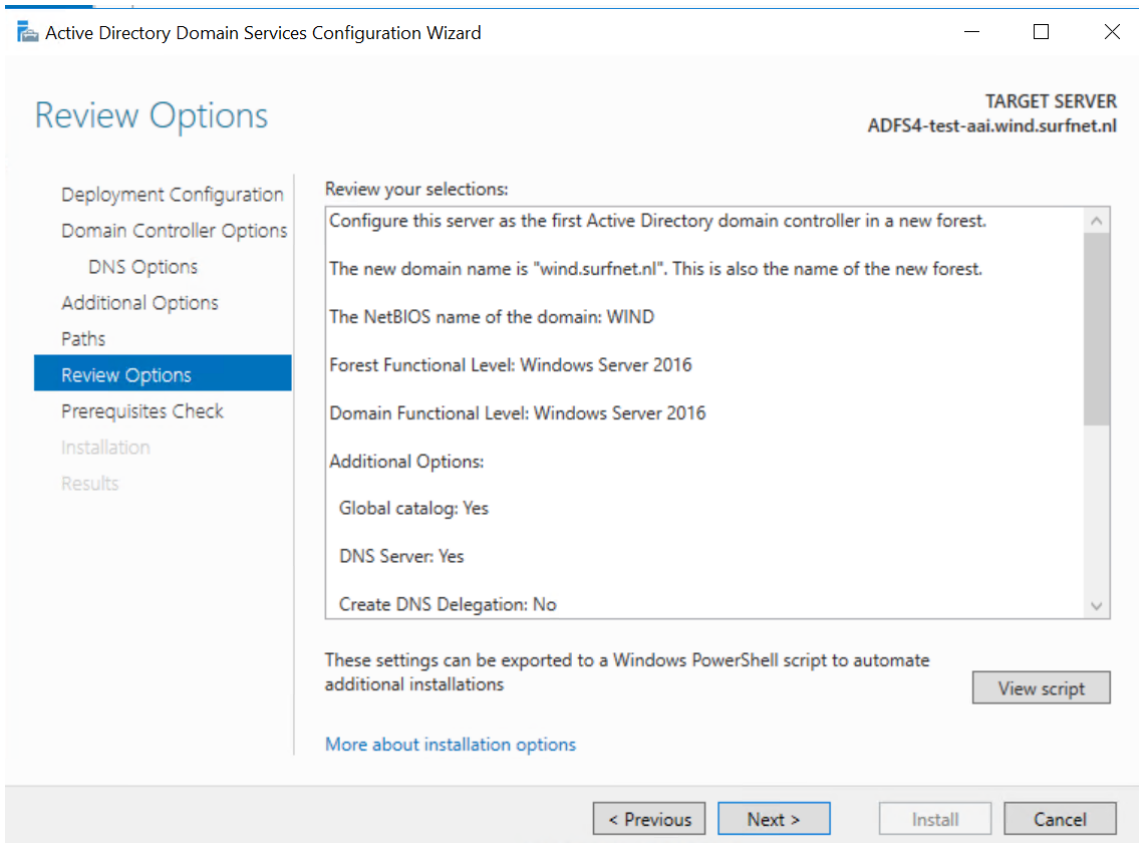 Active Directory Domain Services Configuration Wizard
Review Options
TARGET SERVER
ADFS4-test-aai.wind.surfnet.nl
Deployment Configuration
Domain Controller Options
DNS Options
Additional Options
Paths
Review Options
Prerequisites Check
Installation
Results
Review your selections:
Configure this server as the first Active Directory domain controller in a new forest.
The new domain name is "wind.surfnet.nl". This is also the name of the new forest.
The NetBIOS name of the domain: WIND
Forest Functional Level: Windows Server 2016
Domain Functional Level: Windows Server 2016
Additional Options:
Global catalog: Yes
DNS Server: Yes
Create DNS Delegation: No
These settings can be exported to a Windows PowerShell script to automate
additional installations
View script
More about installation options
< Previous
Next >
Install
Cancel